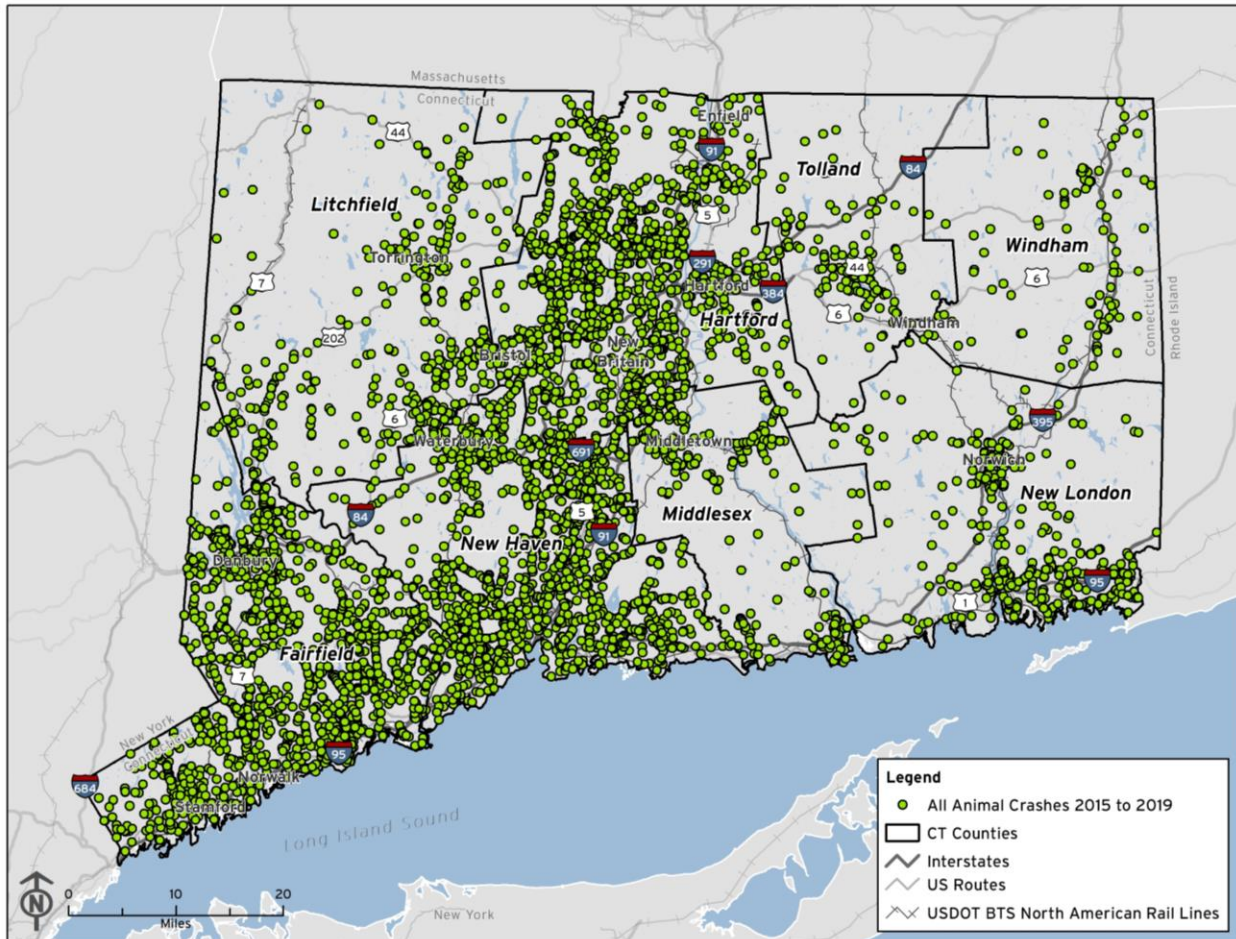 Massachusetts
Connecticut
Enfield
44
91
Tolland
84
Litchfield
5
Windham
Torrington
291
44
6
7
Hartford
384
Connecticut
Rhode Island
Hartford
6
Windham
202
New
Britain
Bristol
6
395
Waterbury
691
Middletown
Norwich
New London
84
5
Middlesex
91
New Haven
Danbury
95
1
Fairfield
7
New York
Connecticut
95
684
Norwalk
Stamford
Long Island Sound
New York
N
0 10 20
Miles
Legend
All Animal Crashes 2015 to 2019
CT Counties
Interstates
US Routes
USDOT BTS North American Rail Lines